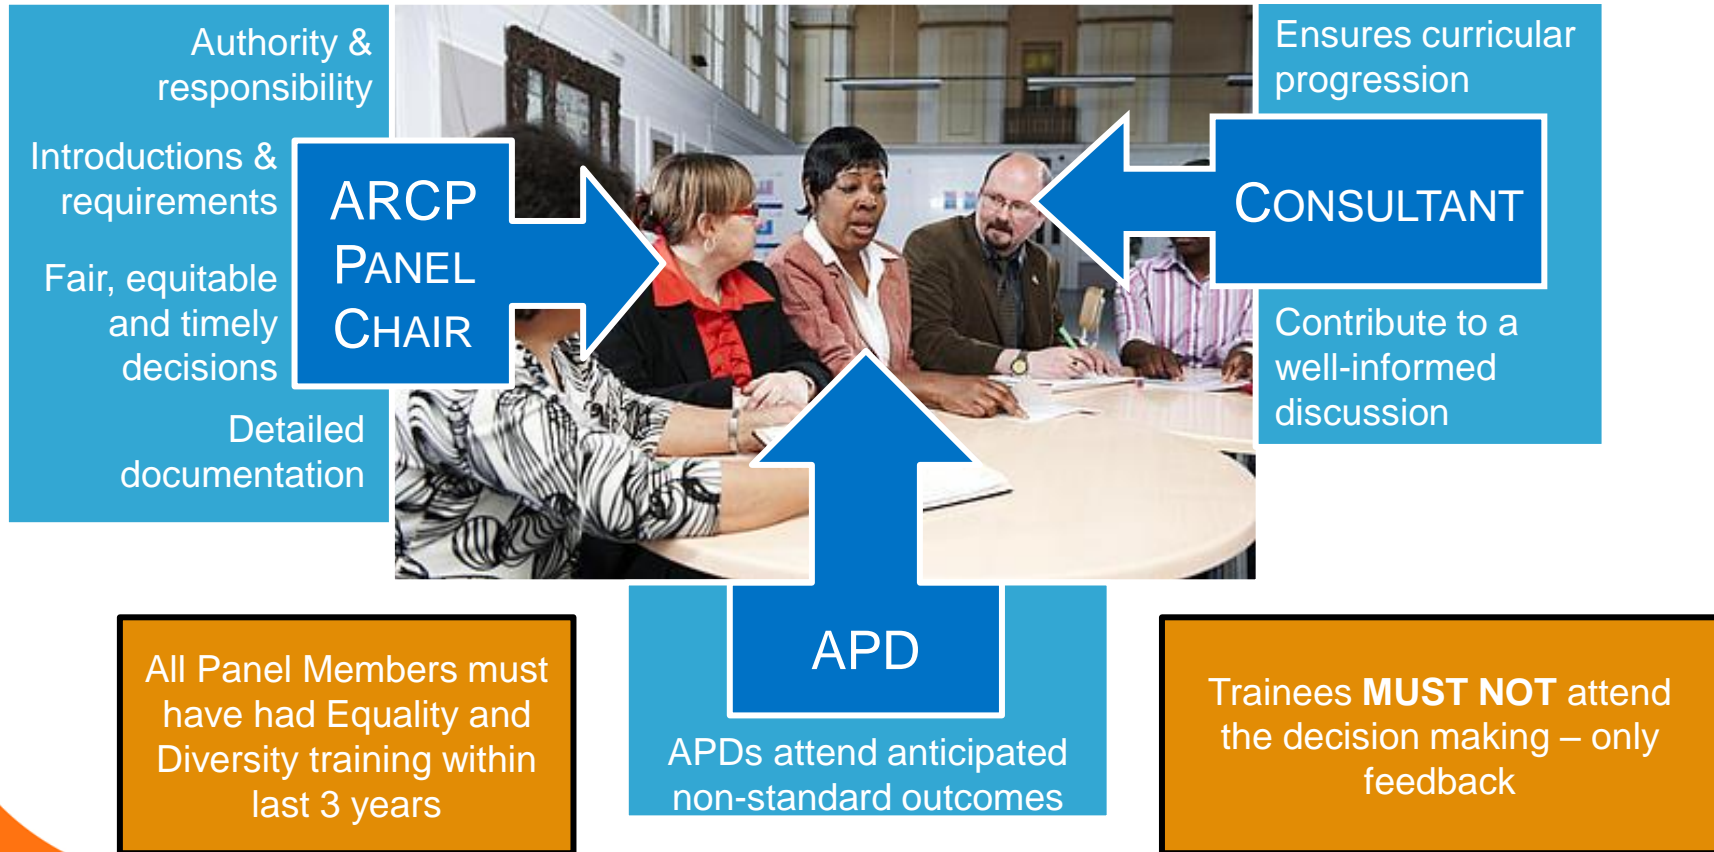 Authority &
responsibility
Introductions &
requirements
Fair, equitable
and timely
decisions
Detailed
documentation
ARCP
PANEL
CHAIR
Ensures curricular
progression
CONSULTANT
Contribute to a
well-informed
discussion
APD
APDs attend anticipated
non-standard outcomes
All Panel Members must
have had Equality and
Diversity training within
last 3 years
Trainees MUST NOT attend
the decision making – only
feedback